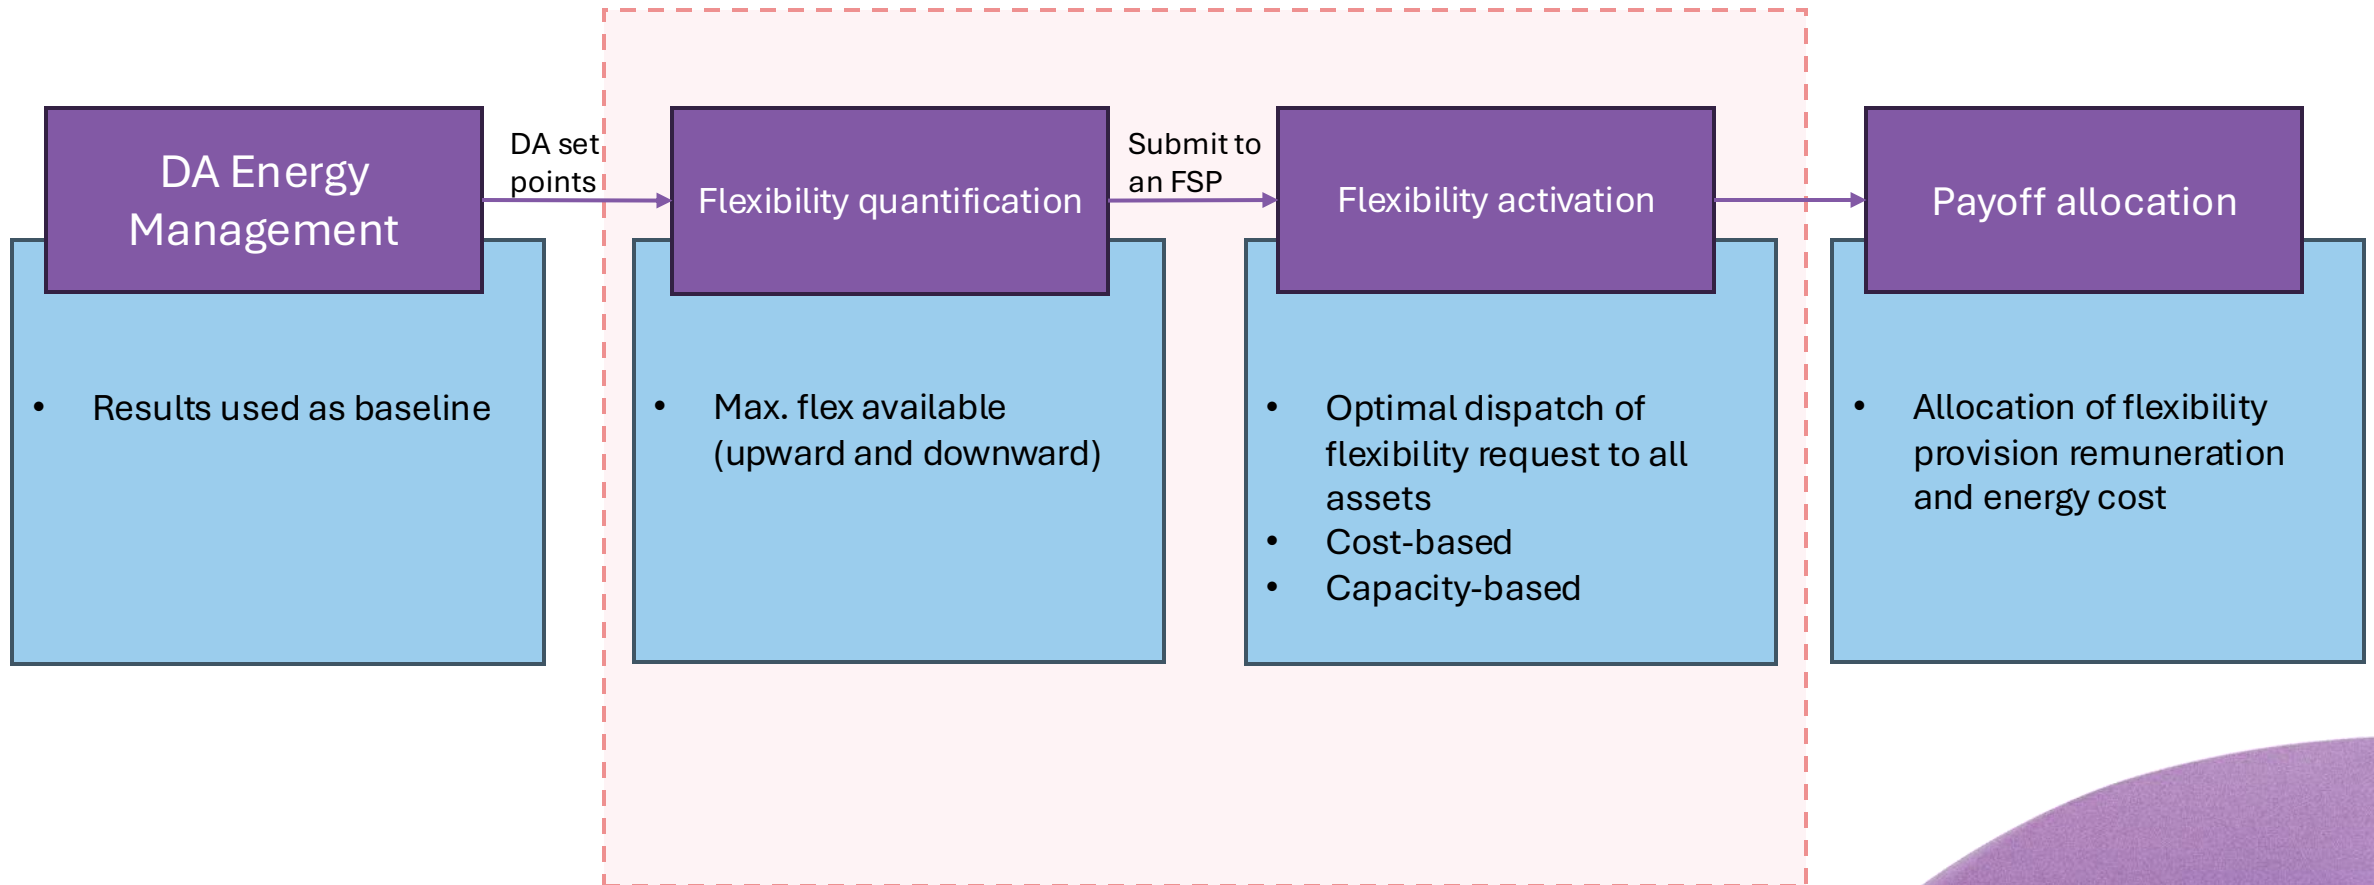 DA Energy
Management
• Results used as baseline
DA set
points
Flexibility quantification
• Max. flex available
(upward and downward)
Submit to
an FSP
Flexibility activation
• Optimal dispatch of
flexibility request to all
assets
• Cost-based
• Capacity-based
Payoff allocation
• Allocation of flexibility
provision remuneration
and energy cost